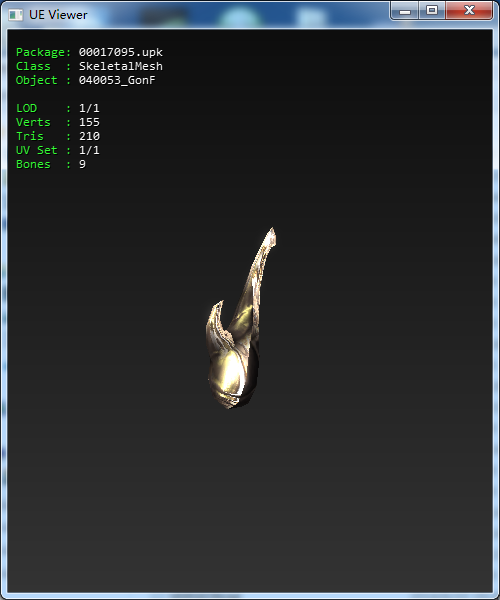 UE Viewer
Package: 00017095.upk
Class  : SkeletalMesh
Object : 040053_GonF
LOD    : 1/1
Verts  : 155
Tris   : 210
UV Set : 1/1
Bones  : 9